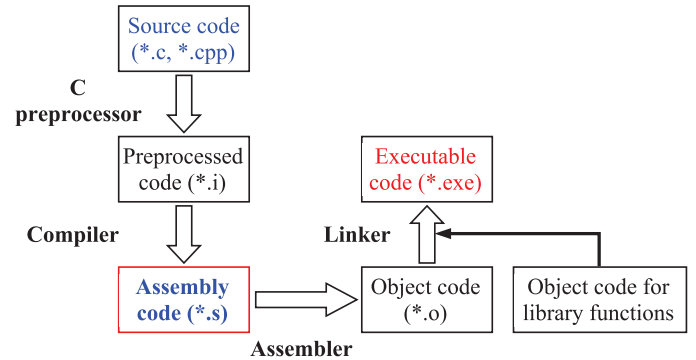 Source code
(*.c, *.cpp)
C
preprocessor
Preprocessed
code (*.i)
Compiler
Assembly
code (*.s)
Assembler
Object code
(*.o)
Linker
Executable
code (*.exe)
Object code for
library functions